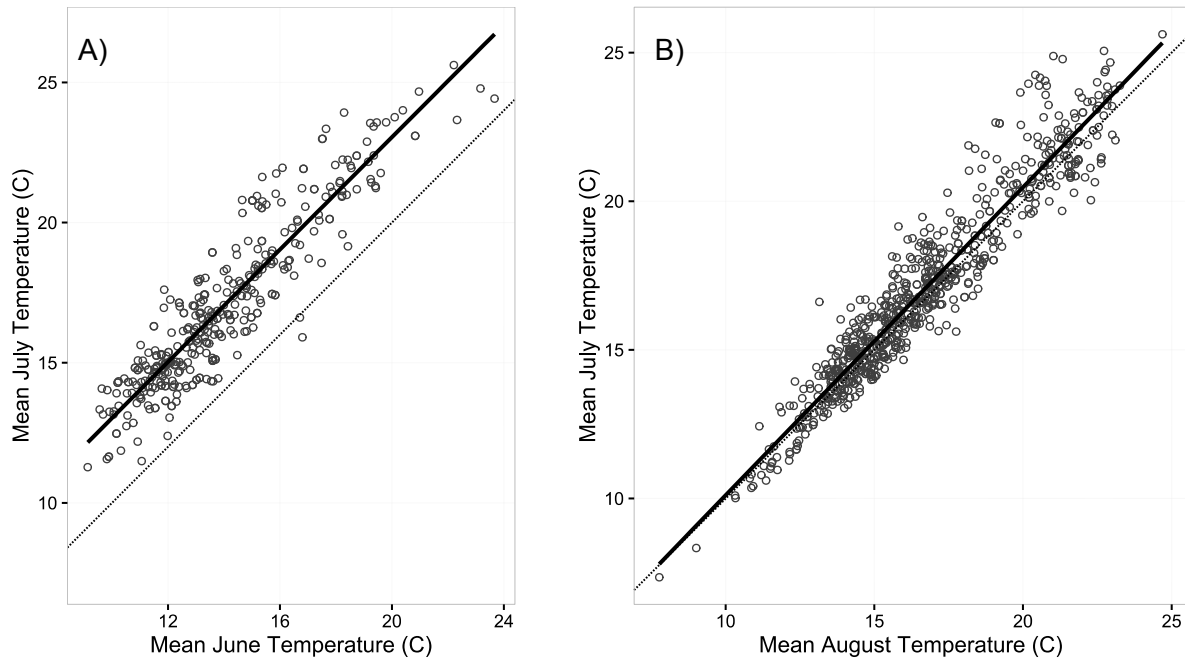 A)
25
20
15
10
Mean July Temperature (C)
12 16 20 24
Mean June Temperature (C)
B)
25
20
15
10
Mean July Temperature (C)
10 15 20 25
Mean August Temperature (C)